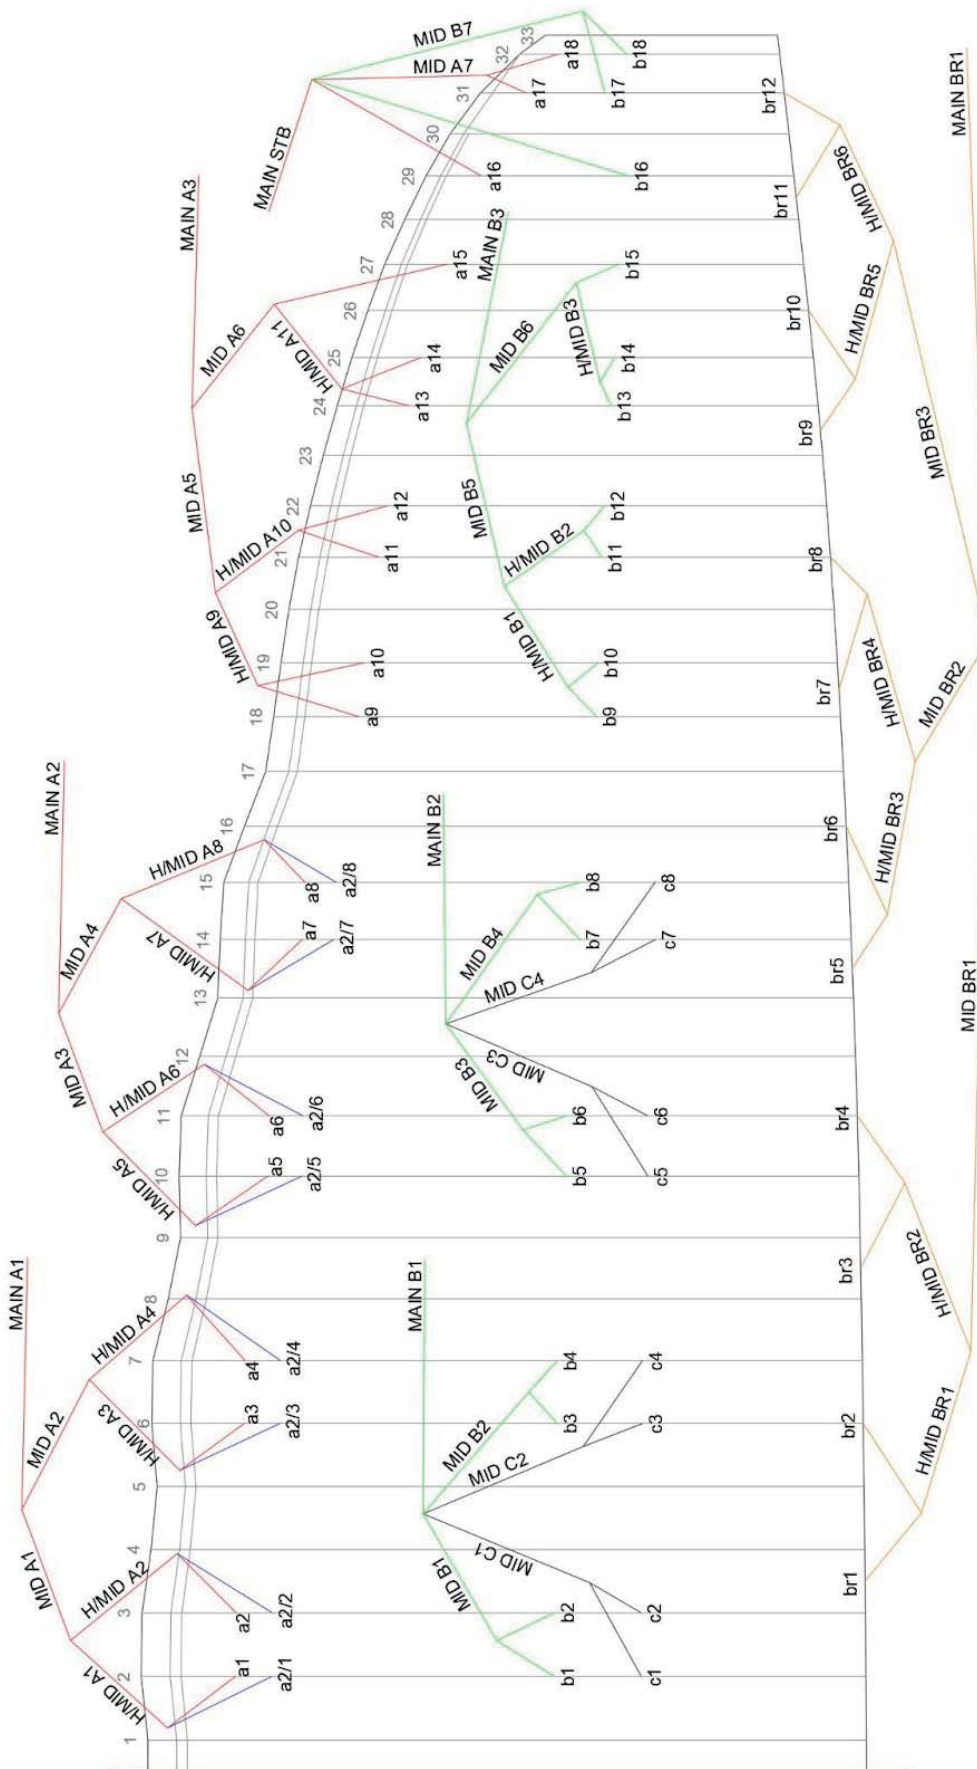 MAIN A1
MID A1
MID A2
H/MID A1
H/MID A2
H/MID A3
H/MID A4
MAIN A2
MID A3
MID A4
H/MID A5
H/MID A6
H/MID A7
H/MID A8
MAIN A3
MID A5
MID A6
H/MID A9
H/MID A10
H/MID A11
MAIN STB
MID A7
MID B7
1
2
3
4
5
6
7
8
9
10
11
12
13
14
15
16
17
18
19
20
21
22
23
24
25
26
27
28
29
30
31
32
33
a1
a2
a3
a4
a5
a6
a7
a8
a9
a10
a11
a12
a13
a14
a15
a16
a17
a18
a2/1
a2/2
a2/3
a2/4
a2/5
a2/6
a2/7
a2/8
MAIN B1
MID B1
MID B2
MID C1
MID C2
MAIN B2
MID B3
MID B4
MID C3
MID C4
MAIN B3
MID B5
MID B6
H/MID B1
H/MID B2
H/MID B3
b1
b2
b3
b4
b5
b6
b7
b8
b9
b10
b11
b12
b13
b14
b15
b16
b17
b18
c1
c2
c3
c4
c5
c6
c7
c8
br1
br2
br3
br4
br5
br6
br7
br8
br9
br10
br11
br12
H/MID BR1
H/MID BR2
H/MID BR3
H/MID BR4
H/MID BR5
H/MID BR6
MID BR1
MID BR2
MID BR3
MAIN BR1